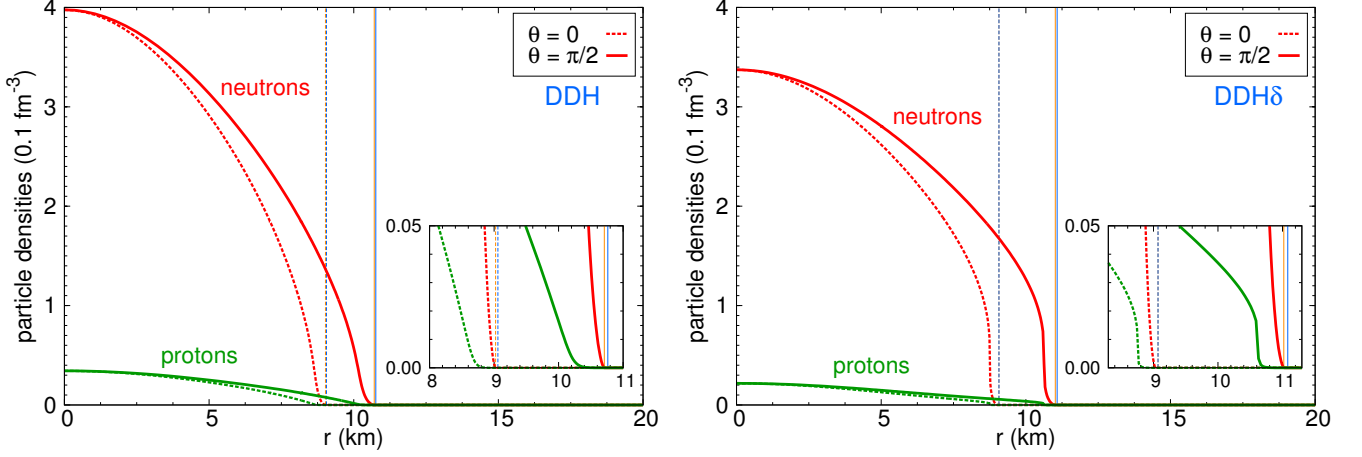 particle densities (0.1 fm⁻³)
4
3
2
1
0
0
5
10
15
20
r (km)
θ = 0
θ = π/2
DDH
neutrons
protons
0.05
0.00
8
9
10
11
particle densities (0.1 fm⁻³)
4
3
2
1
0
0
5
10
15
20
r (km)
θ = 0
θ = π/2
DDHδ
neutrons
protons
0.05
0.00
9
10
11